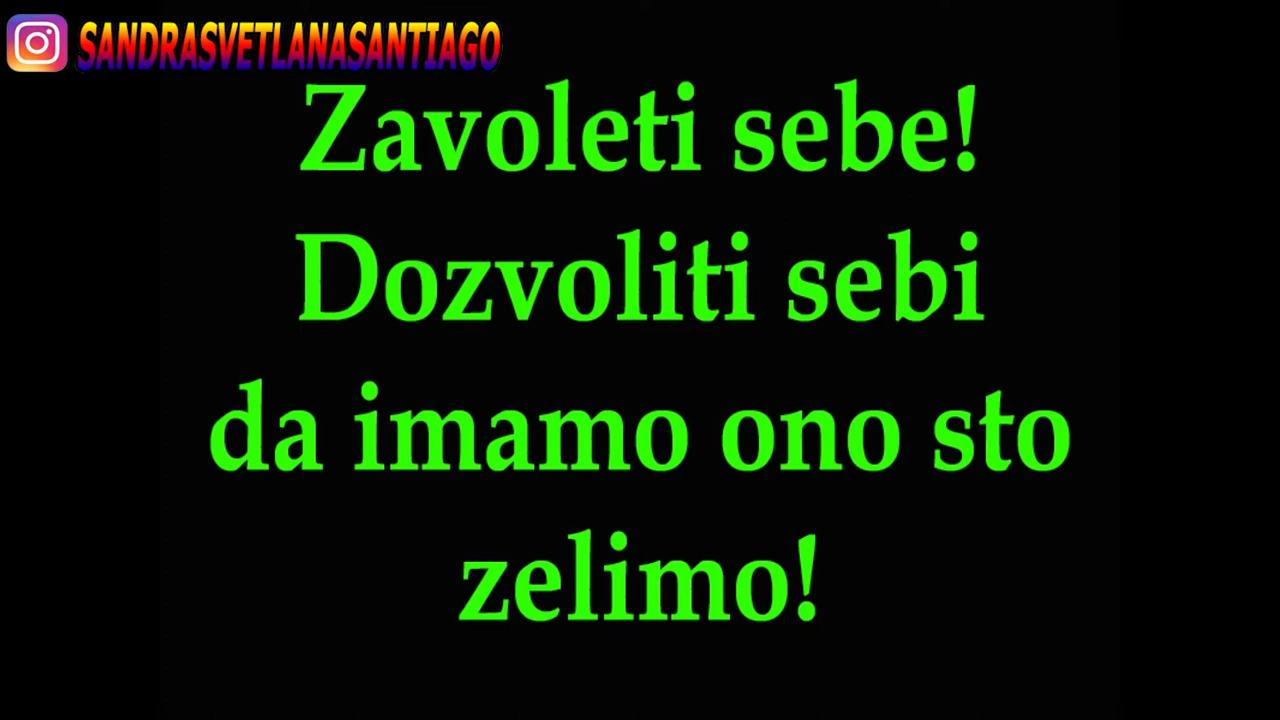 SANDRASVETLANASANTIAGO
Zavoleti sebe!
Dozvoliti sebi
da imamo ono sto
zelimo!